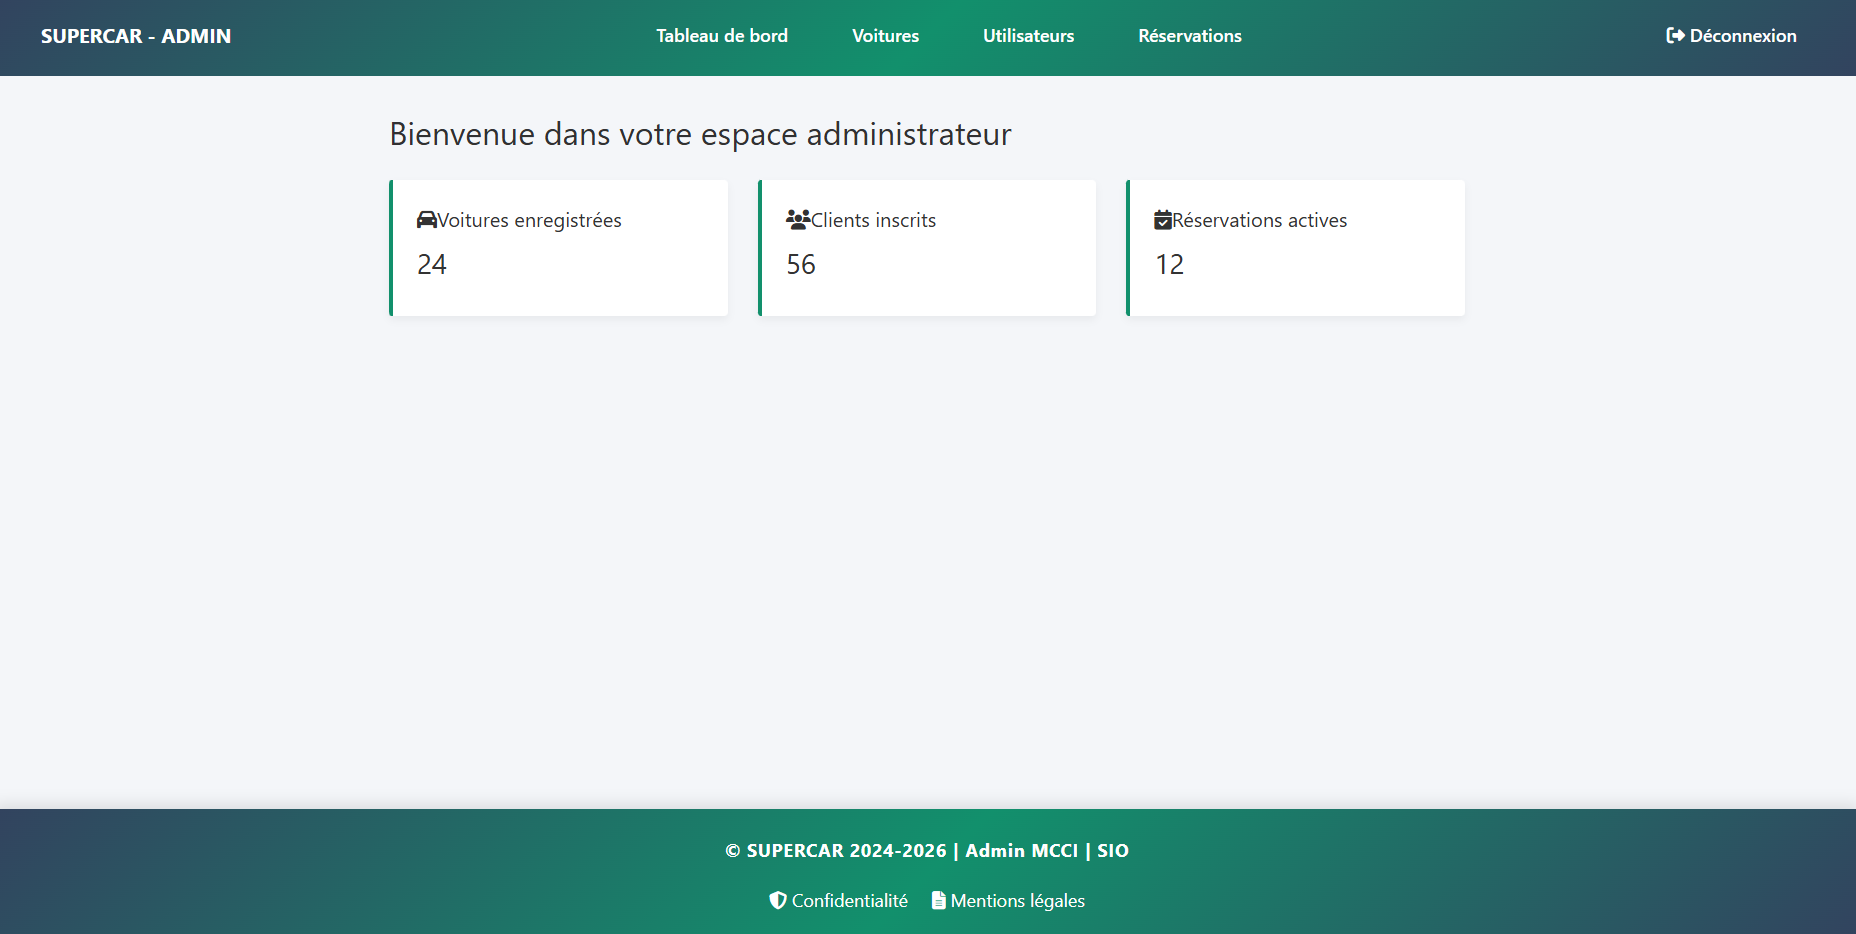 SUPERCAR - ADMIN
Tableau de bord
Voitures
Utilisateurs
Réservations
Déconnexion
Bienvenue dans votre espace administrateur
Voitures enregistrées
24
Clients inscrits
56
Réservations actives
12
© SUPERCAR 2024-2026 | Admin MCCI | SIO
Confidentialité
Mentions légales